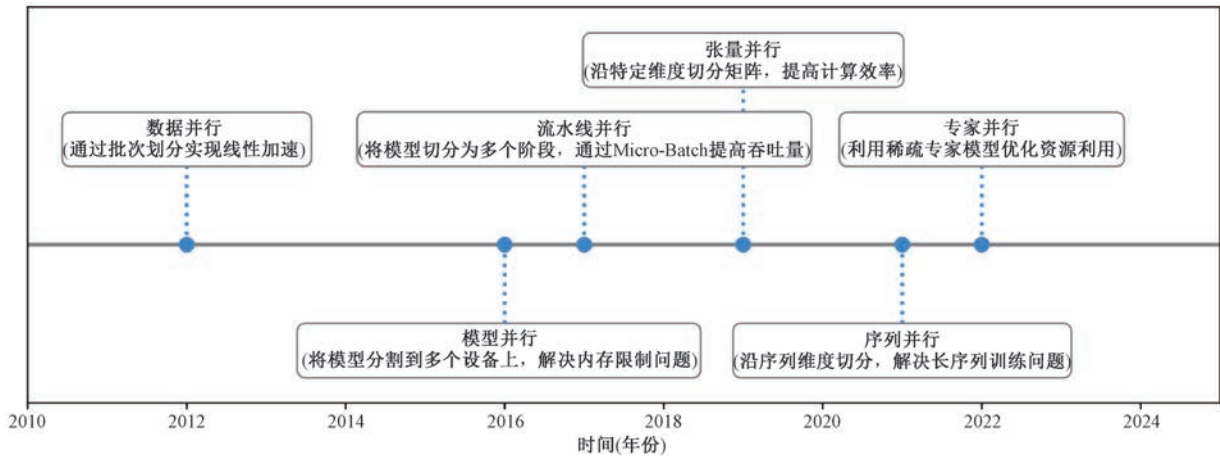 张量并行
(沿特定维度切分矩阵，提高计算效率)
数据并行
(通过批次划分实现线性加速)
流水线并行
(将模型切分为多个阶段，通过Micro-Batch提高吞吐量)
专家并行
(利用稀疏专家模型优化资源利用)
模型并行
(将模型分割到多个设备上，解决内存限制问题)
序列并行
(沿序列维度切分，解决长序列训练问题)
2010 2012 2014 2016 2018 2020 2022 2024
时间(年份)